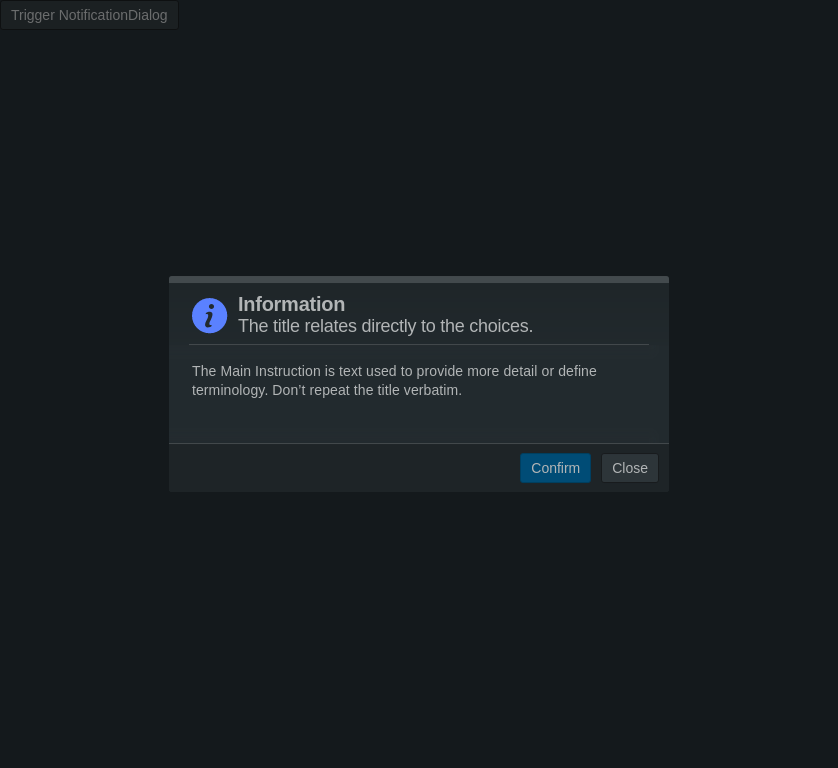 Trigger NotificationDialog
Information
The title relates directly to the choices.
The Main Instruction is text used to provide more detail or define
terminology. Don’t repeat the title verbatim.
Confirm Close